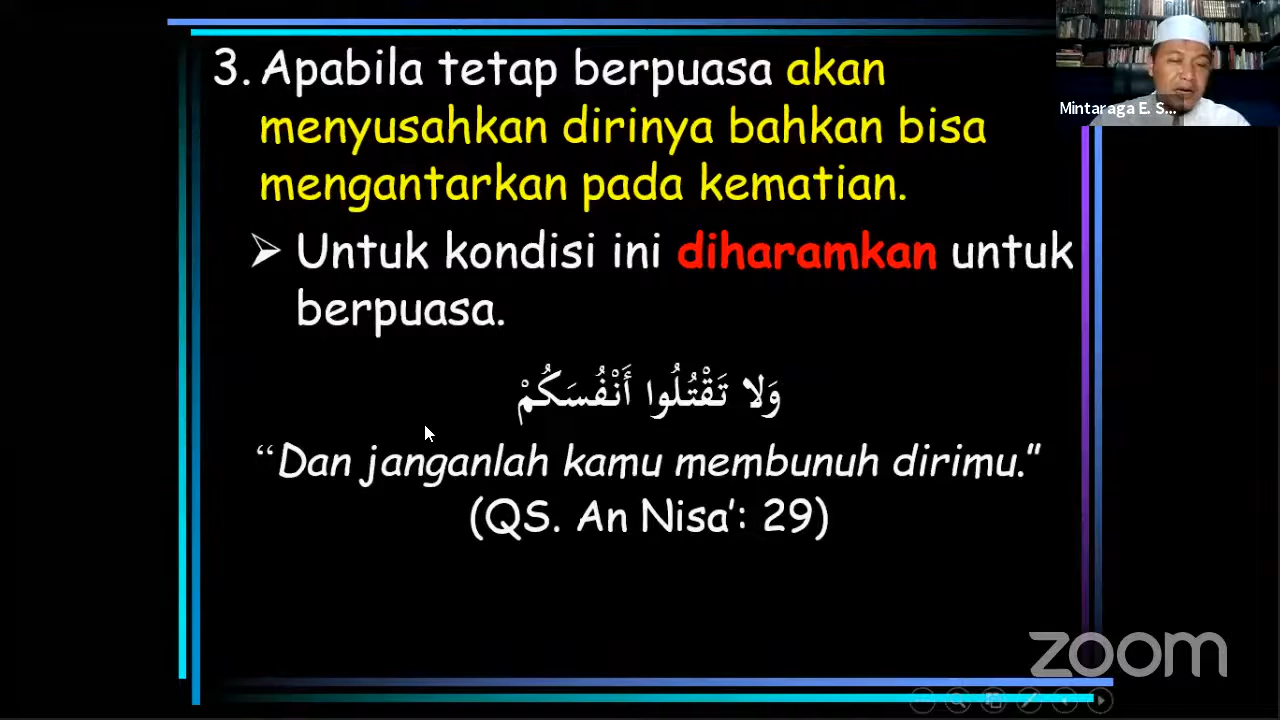 3. Apabila tetap berpuasa akan
menyusahkan dirinya bahkan bisa
mengantarkan pada kematian.
Mintaraga E. S...
➢ Untuk kondisi ini diharamkan untuk
berpuasa.
وَلا تَقْتُلُوا أَنْفُسَكُمْ
“Dan janganlah kamu membunuh dirimu.”
(QS. An Nisa’: 29)
zoom